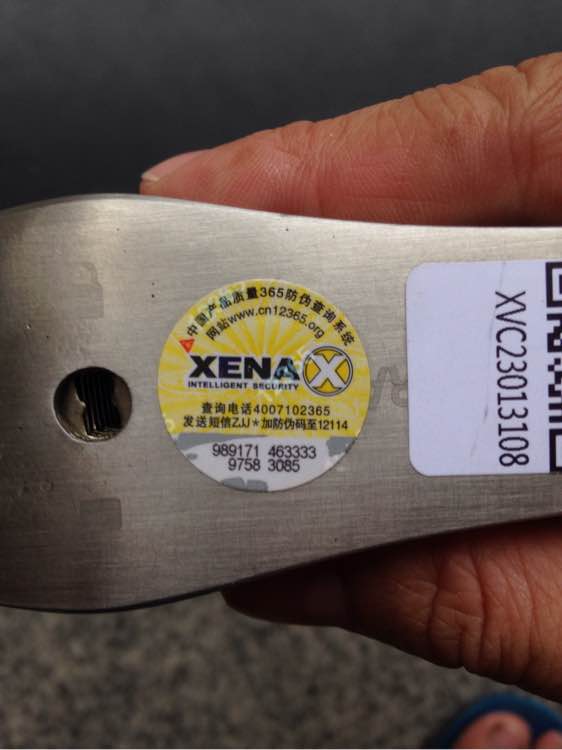 中国产品质量365防伪查询系统
网站www.cn12365.org
XENA X
INTELLIGENT SECURITY
查询电话4007102365
发送短信ZJJ*加防伪码至12114
989171 463333
9758 3085
XVC23013108